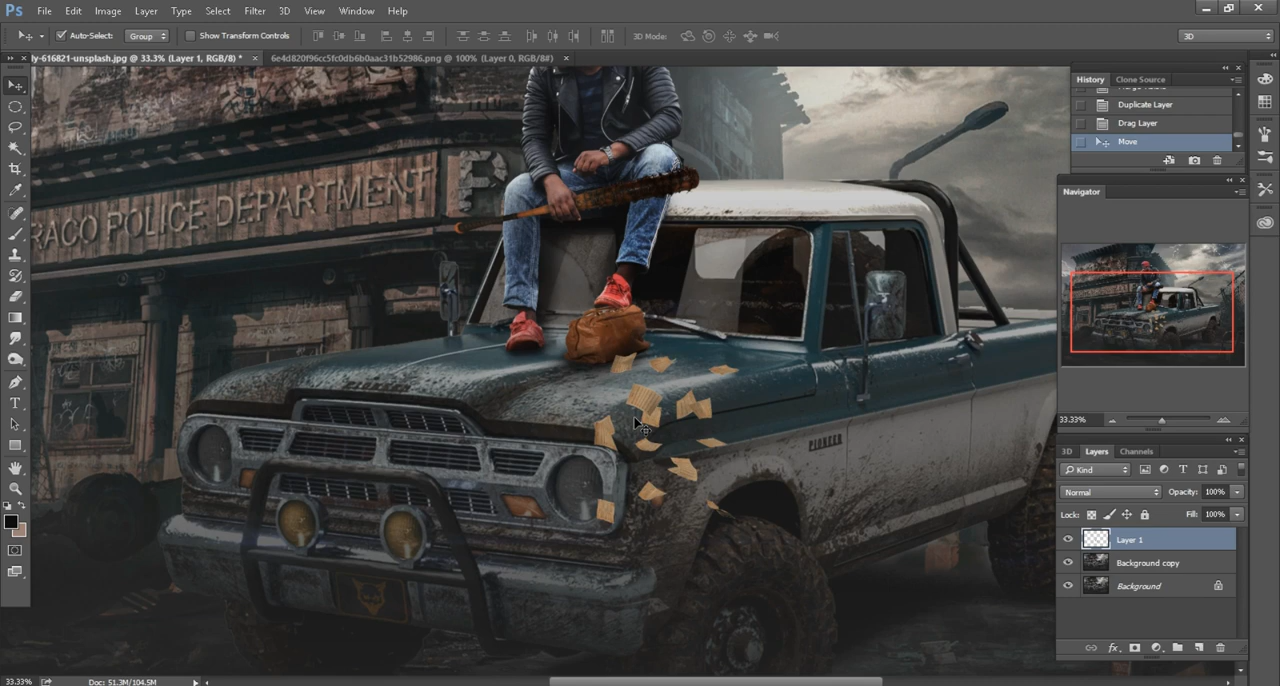 Ps File Edit Image Layer Type Select Filter 3D View Window Help
Auto-Select: Group Show Transform Controls 3D Mode: 3D
ly-616821-unsplash.jpg @ 33.3% (Layer 1, RGB/8) * 6e4d820f96cc5fc0db6b0aac31b52986.png @ 100% (Layer 0, RGB/8#)
History Clone Source
Duplicate Layer
Drag Layer
Move
RACO POLICE DEPARTMENT
Navigator
33.33%
PIONEER
3D Layers Channels
Kind
Normal Opacity: 100%
Lock: Fill: 100%
Layer 1
Background copy
Background
33.33% Doc: 51.3M/104.5M